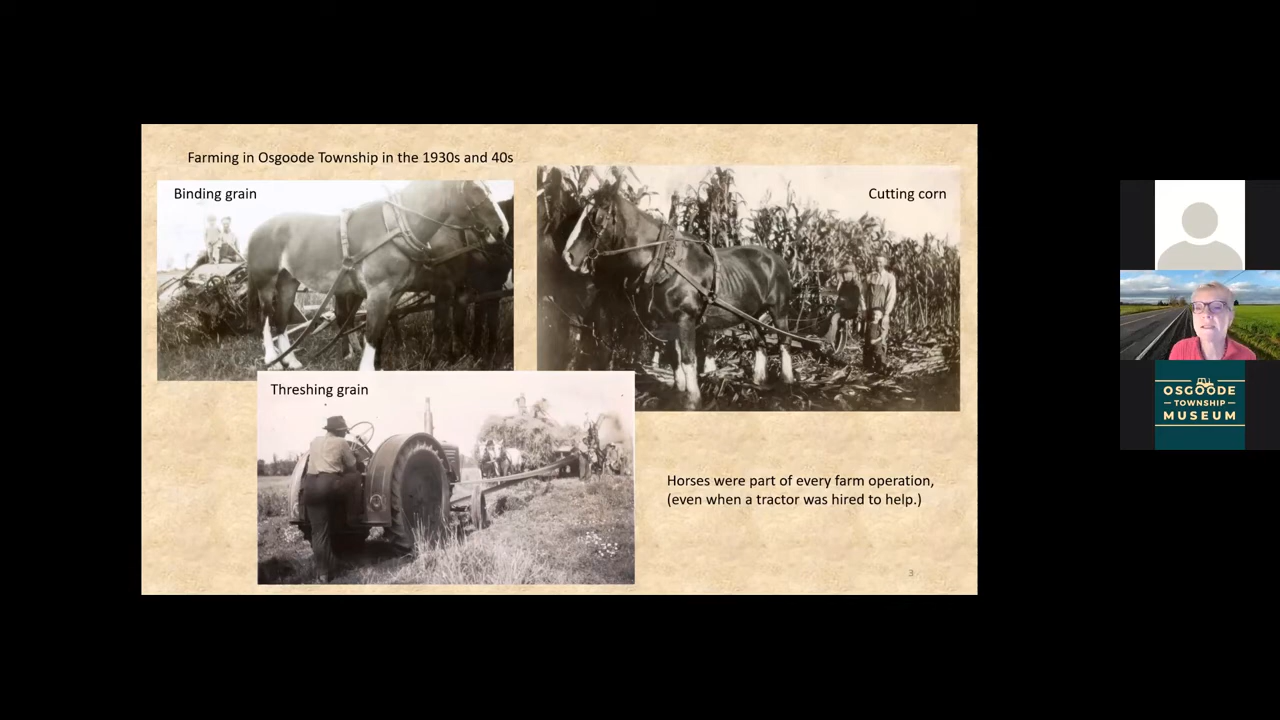 Farming in Osgoode Township in the 1930s and 40s
Binding grain
Cutting corn
Threshing grain
Horses were part of every farm operation,
(even when a tractor was hired to help.)
3
OSGOODE
TOWNSHIP
MUSEUM